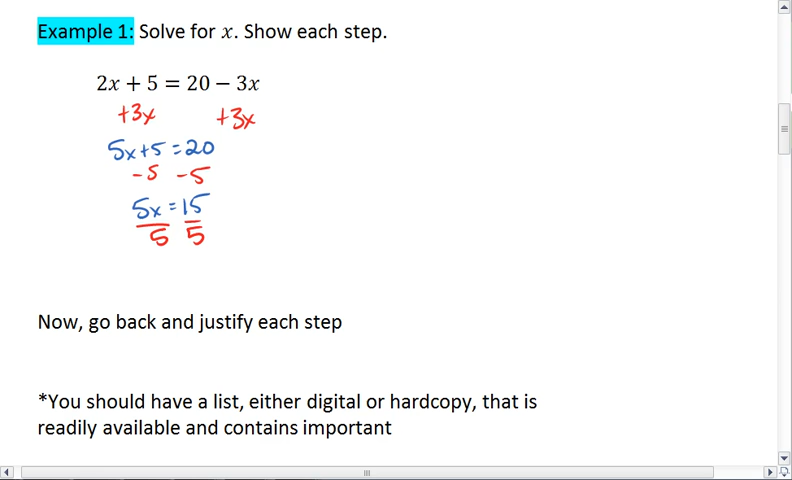 Example 1: Solve for x. Show each step.
2x + 5 = 20 − 3x
+3x +3x
5x+5 = 20
-5 -5
5x = 15
5 5
Now, go back and justify each step
*You should have a list, either digital or hardcopy, that is
readily available and contains important